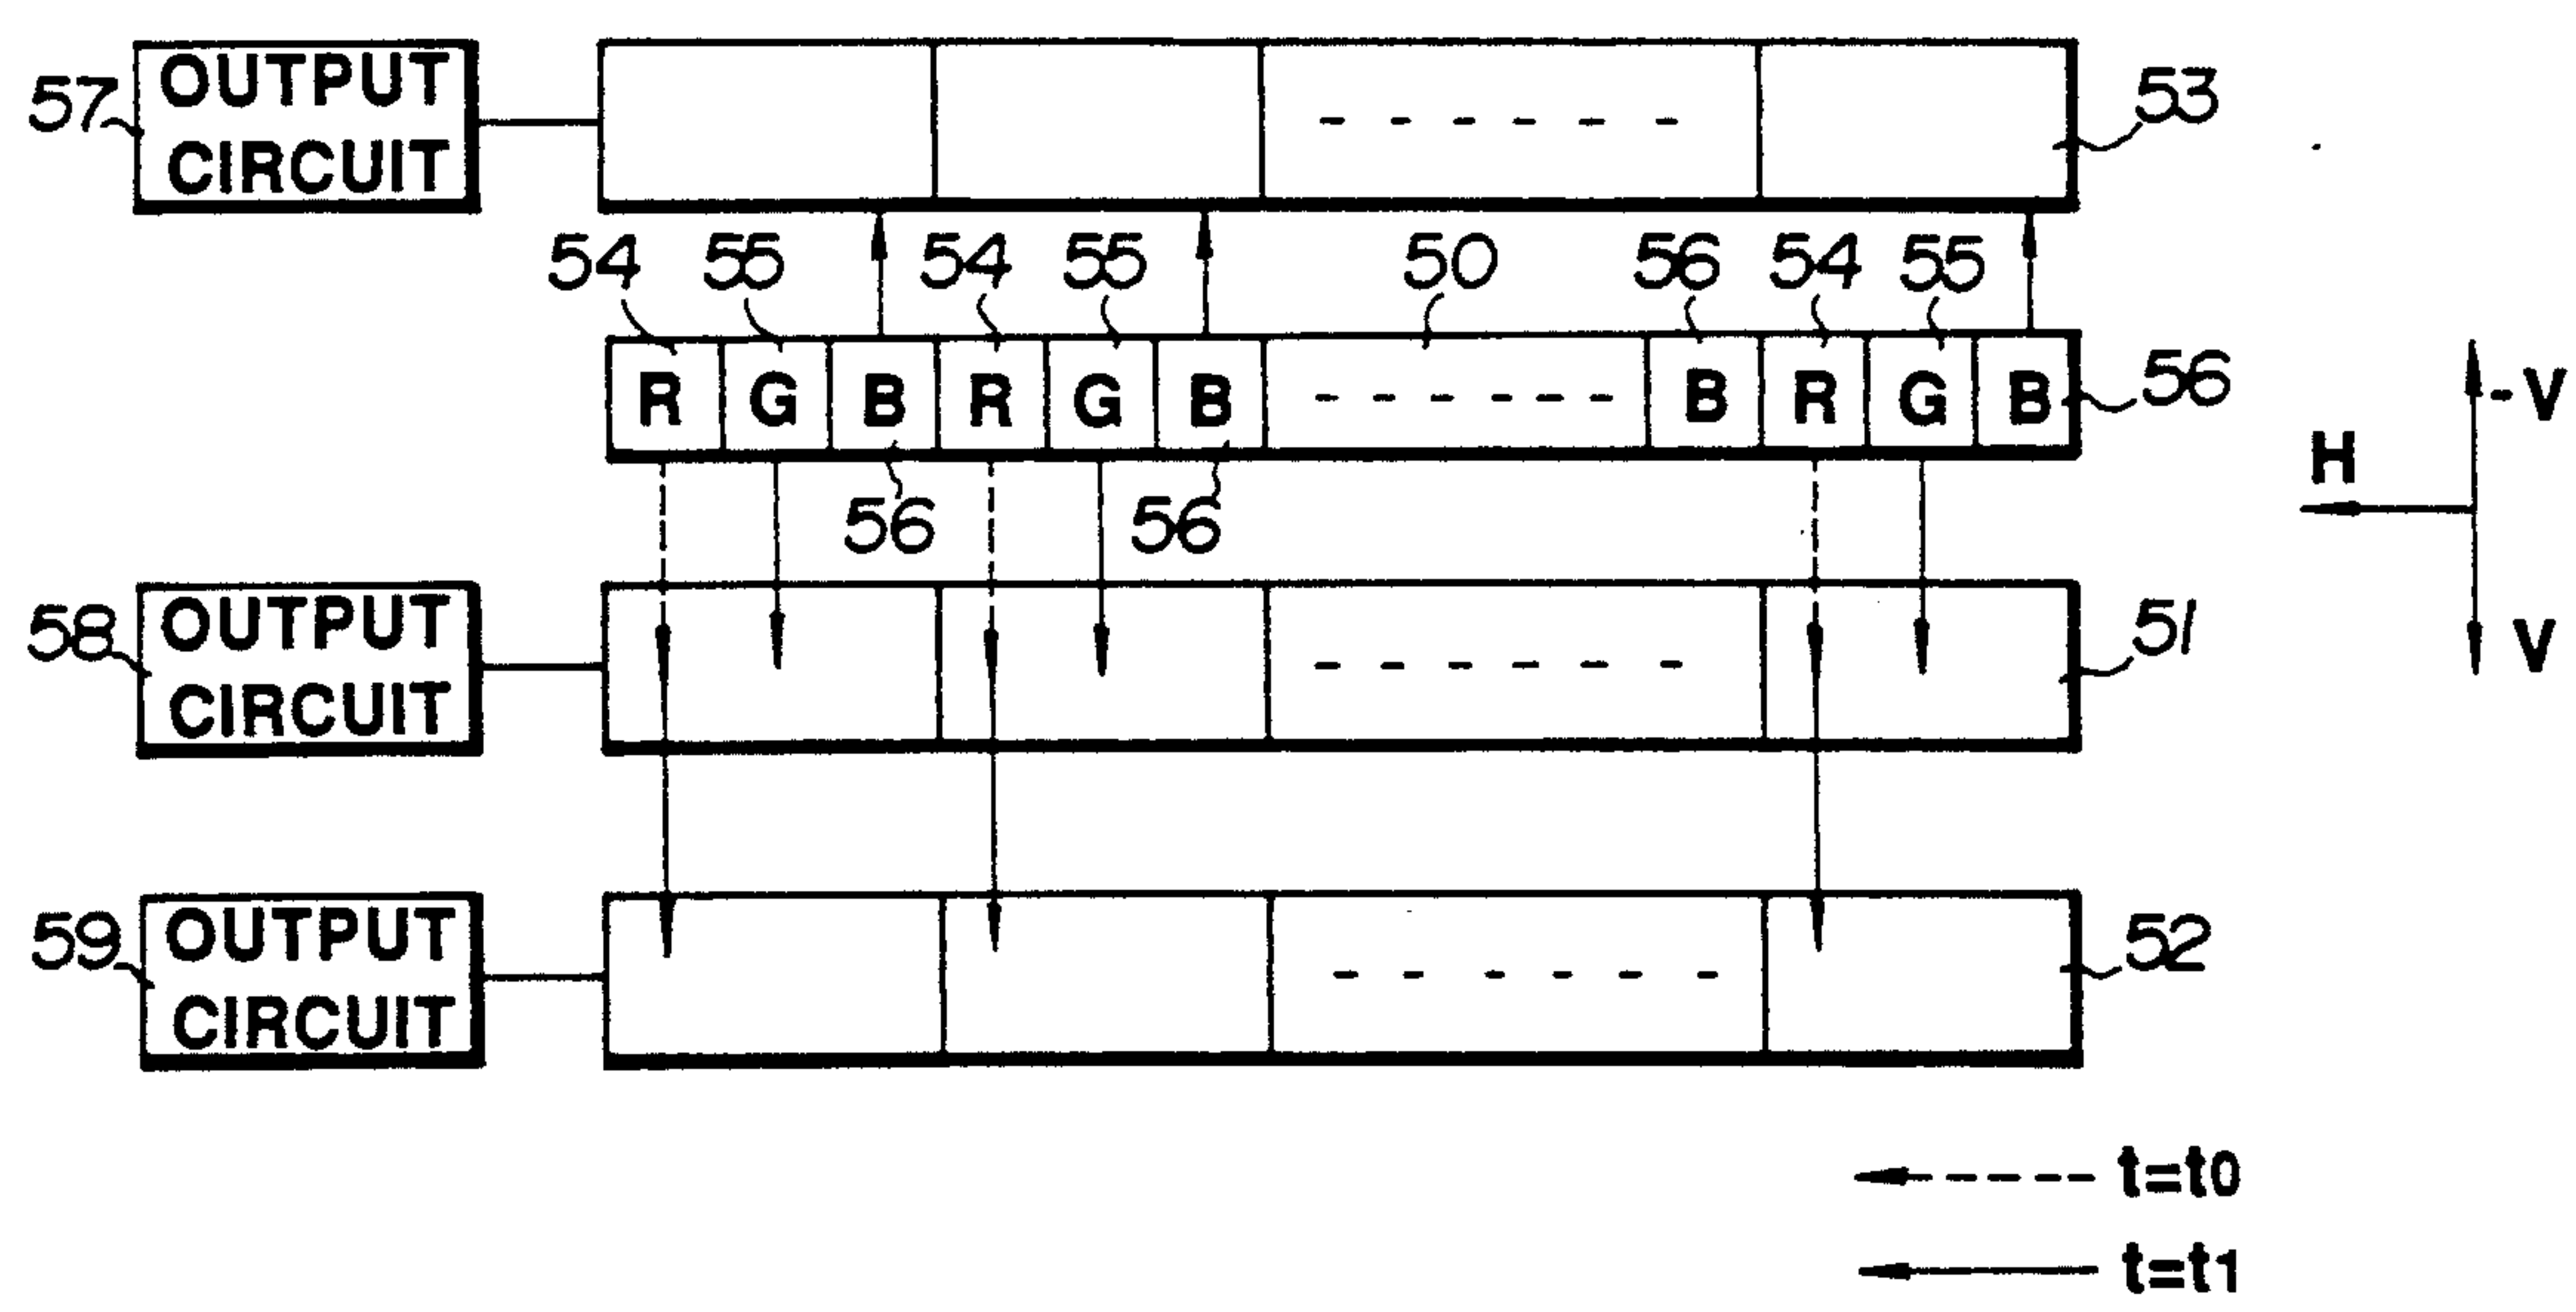 OUTPUT
CIRCUIT
57
53
54 55 54 55 50 56 54 55
R G B R G B B R G B
56
-V
H
56 56
OUTPUT
CIRCUIT
58
51
V
OUTPUT
CIRCUIT
59
52
t=t0
t=t1